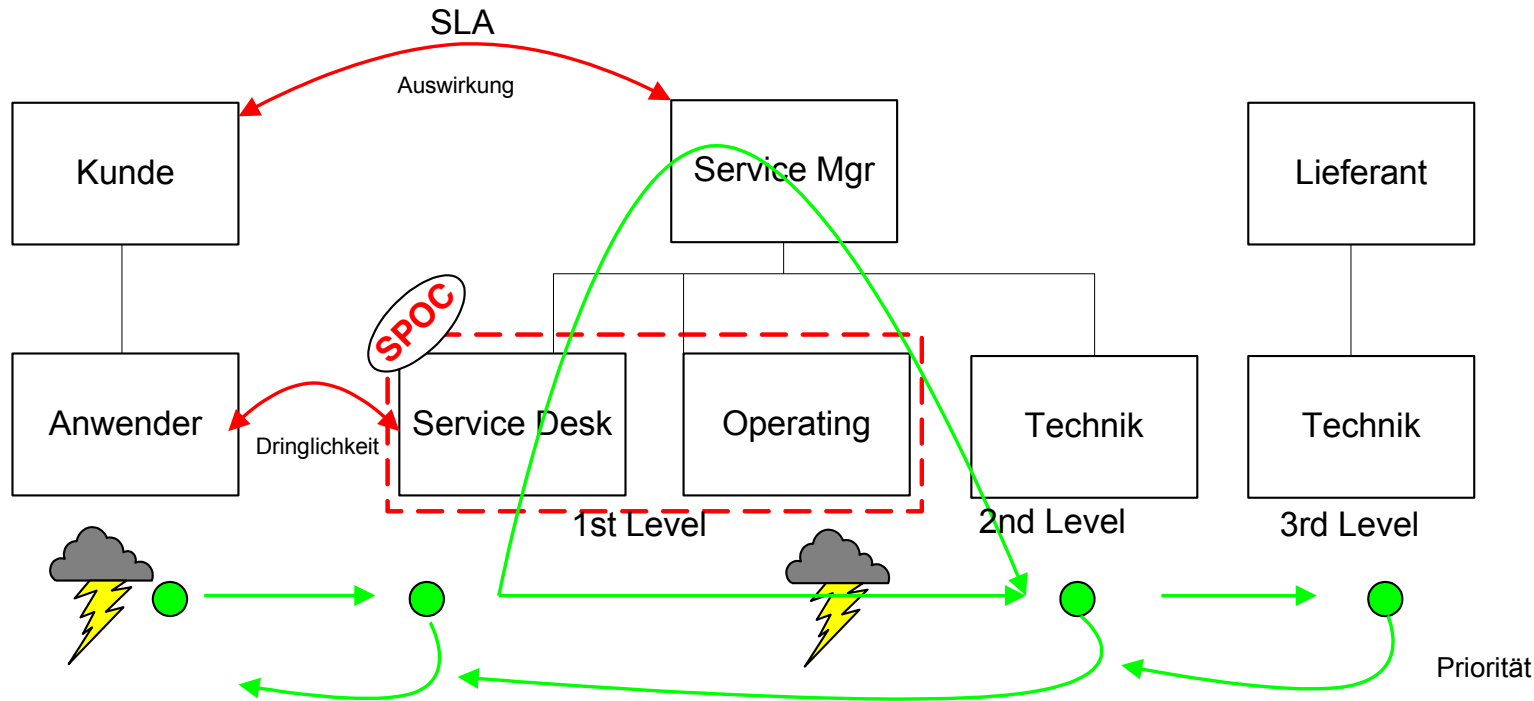 SLA
Auswirkung
Kunde
Service Mgr
Lieferant
SPOC
Anwender
Dringlichkeit
Service Desk
Operating
Technik
Technik
1st Level
2nd Level
3rd Level
Priorität